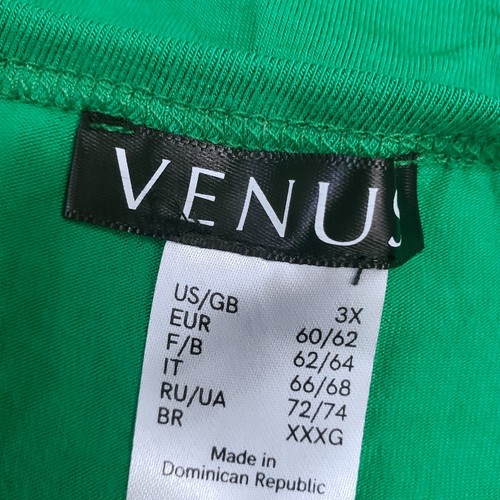 VENUS
US/GB 3X
EUR 60/62
F/B 62/64
IT 66/68
RU/UA 72/74
BR XXXG
Made in
Dominican Republic